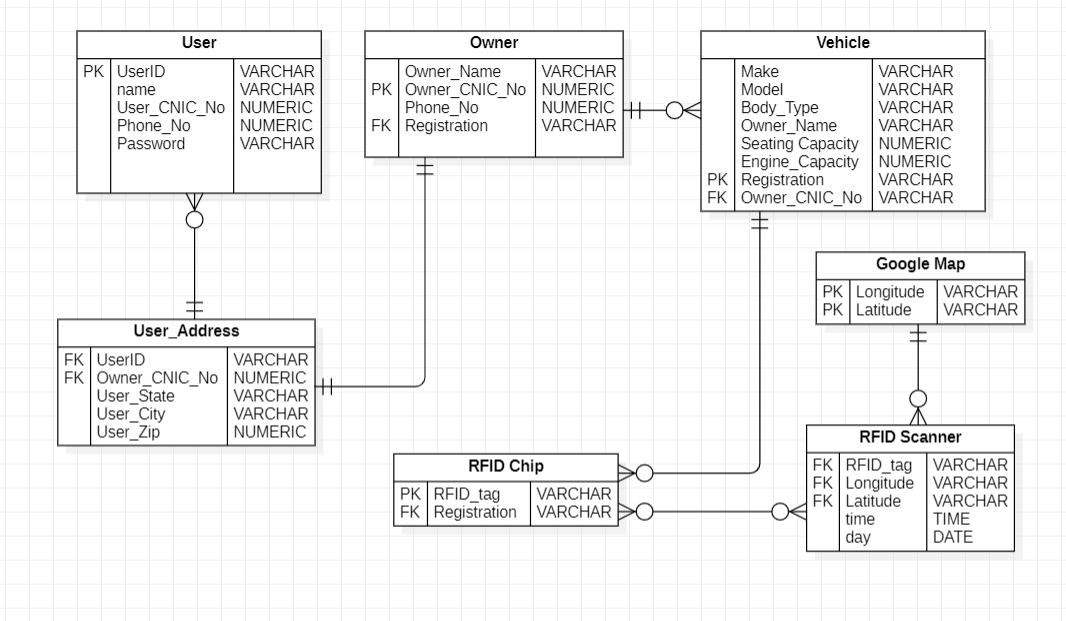 User
PK UserID VARCHAR
name VARCHAR
User_CNIC_No NUMERIC
Phone_No NUMERIC
Password VARCHAR
Owner
Owner_Name VARCHAR
PK Owner_CNIC_No NUMERIC
Phone_No NUMERIC
FK Registration VARCHAR
Vehicle
Make VARCHAR
Model VARCHAR
Body_Type VARCHAR
Owner_Name VARCHAR
Seating Capacity NUMERIC
Engine_Capacity NUMERIC
PK Registration VARCHAR
FK Owner_CNIC_No VARCHAR
Google Map
PK Longitude VARCHAR
PK Latitude VARCHAR
User_Address
FK UserID VARCHAR
FK Owner_CNIC_No NUMERIC
User_State VARCHAR
User_City VARCHAR
User_Zip NUMERIC
RFID Chip
PK RFID_tag VARCHAR
FK Registration VARCHAR
RFID Scanner
FK RFID_tag VARCHAR
FK Longitude VARCHAR
FK Latitude VARCHAR
time TIME
day DATE